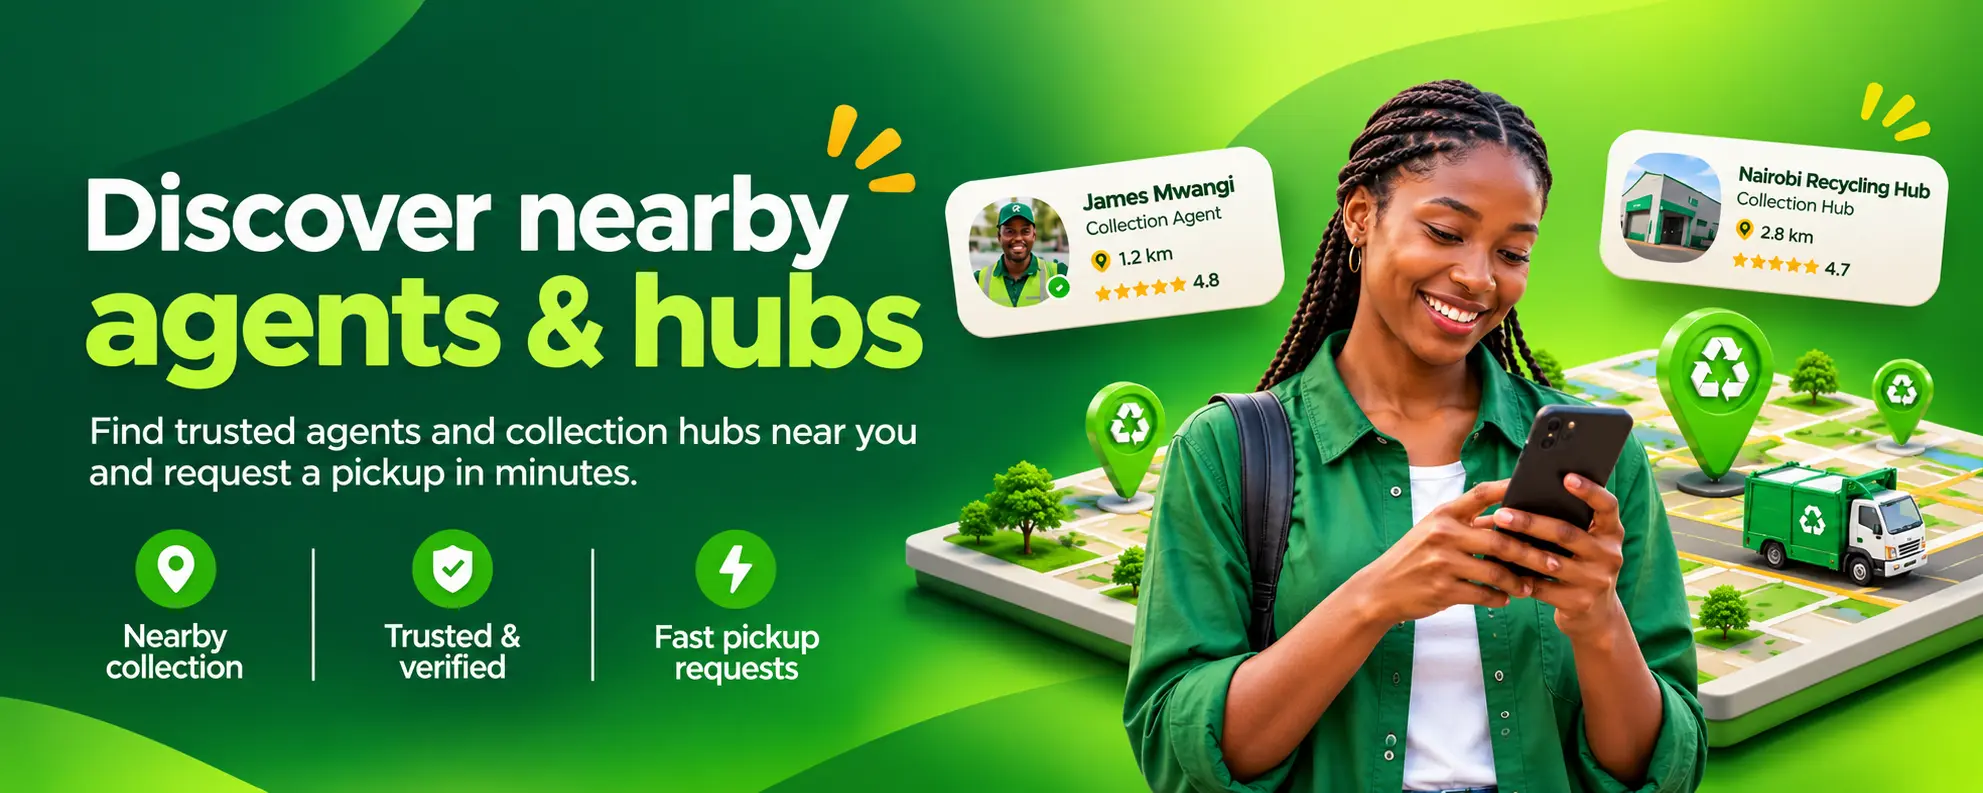 Discover nearby
agents & hubs
Find trusted agents and collection hubs near you
and request a pickup in minutes.
Nearby
collection
Trusted &
verified
Fast pickup
requests
James Mwangi
Collection Agent
1.2 km
4.8
Nairobi Recycling Hub
Collection Hub
2.8 km
4.7